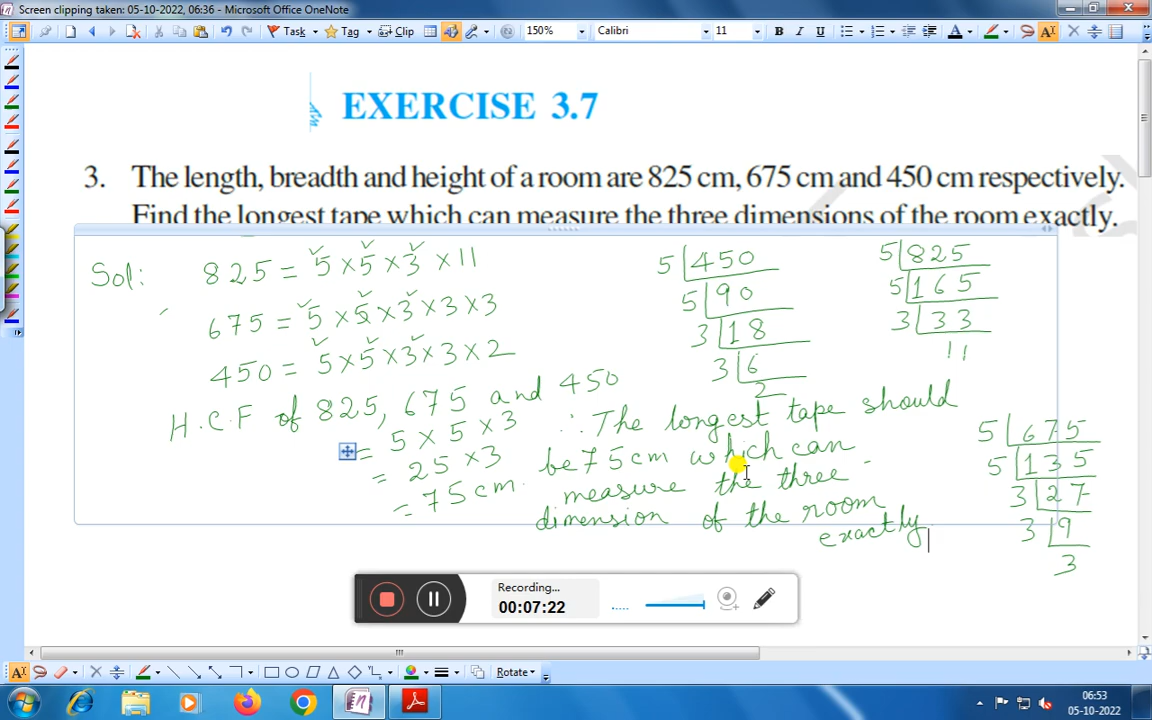 Screen clipping taken: 05-10-2022, 06:36 - Microsoft Office OneNote
Task Tag Clip 150% Calibri 11 B I U A
EXERCISE 3.7
3. The length, breadth and height of a room are 825 cm, 675 cm and 450 cm respectively.
Find the longest tape which can measure the three dimensions of the room exactly.
Sol: 825 = 5 × 5 × 3 × 11
675 = 5 × 5 × 3 × 3 × 3
450 = 5 × 5 × 3 × 3 × 2
H.C.F of 825, 675 and 450
= 5 × 5 × 3
= 25 × 3
= 75 cm.
∴ The longest tape should
be 75 cm which can
measure the three
dimension of the room
exactly
5 | 450
5 | 90
3 | 18
3 | 6
2
5 | 825
5 | 165
3 | 33
11
5 | 675
5 | 135
3 | 27
3 | 9
3
Recording...
00:07:22
Rotate
06:53
05-10-2022